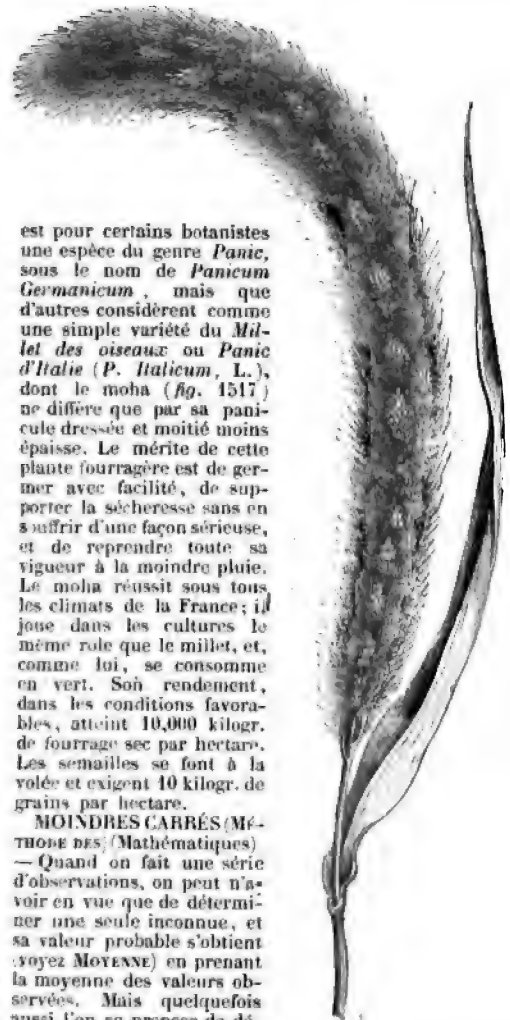 est pour certains botanistes
une espèce du genre Panic,
sous le nom de Panicum
Germanicum , mais que
d'autres considèrent comme
une simple variété du Mil-
let des oiseaux ou Panic
d'Italie (P. Italicum, L.),
dont le moha (fig. 1517)
ne diffère que par sa pani-
cule dressée et moitié moins
épaisse. Le mérite de cette
plante fourragère est de ger-
mer avec facilité, de sup-
porter la sécheresse sans en
souffrir d'une façon sérieuse,
et de reprendre toute sa
vigueur à la moindre pluie.
Le moha réussit sous tous
les climats de la France; il
joue dans les cultures le
même rôle que le millet, et,
comme lui, se consomme
en vert. Son rendement,
dans les conditions favora-
bles, atteint 10,000 kilogr.
de fourrage sec par hectare.
Les semailles se font à la
volée et exigent 10 kilogr. de
grains par hectare.
MOINDRES CARRÉS (MÉ-
THODE DES) (Mathématiques)
— Quand on fait une série
d'observations, on peut n'a-
voir en vue que de détermi-
ner une seule inconnue, et
sa valeur probable s'obtient
(voyez MOYENNE) en prenant
la moyenne des valeurs ob-
servées. Mais quelquefois
aussi l'on se propose de dé-